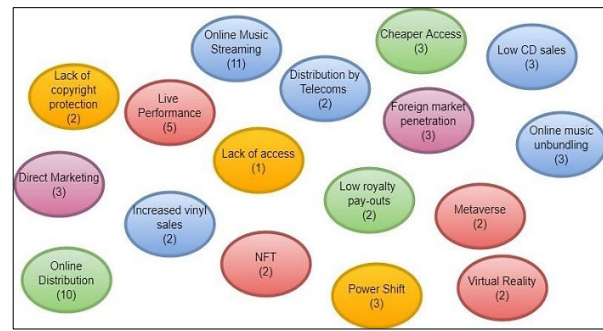 Online Music
Streaming
(11)
Cheaper Access
(3)
Low CD sales
(3)
Lack of
copyright
protection
(2)
Live
Performance
(5)
Distribution by
Telecoms
(2)
Foreign market
penetration
(3)
Online music
unbundling
(3)
Lack of access
(1)
Direct Marketing
(3)
Increased vinyl
sales
(2)
Low royalty
pay-outs
(2)
Metaverse
(2)
Online
Distribution
(10)
NFT
(2)
Power Shift
(3)
Virtual Reality
(2)